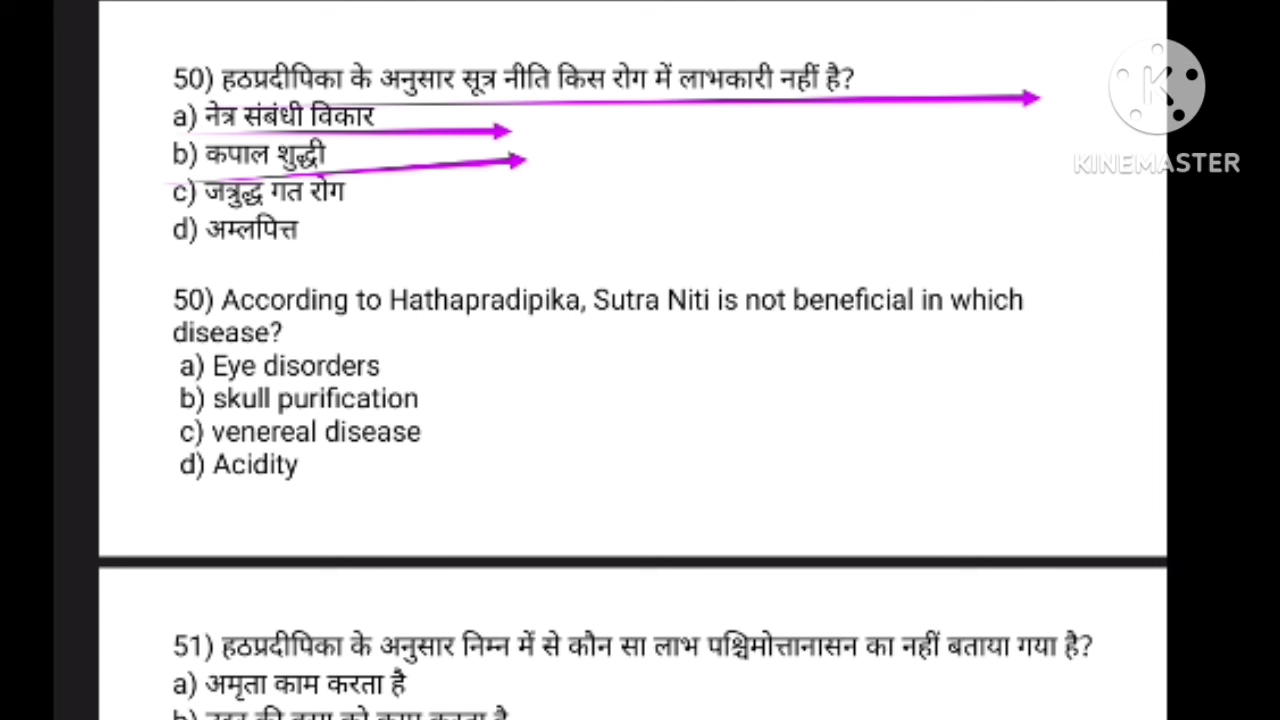 50) हठप्रदीपिका के अनुसार सूत्र नीति किस रोग में लाभकारी नहीं है?
a) नेत्र संबंधी विकार
b) कपाल शुद्धी
c) जत्रुद्ध गत रोग
d) अम्लपित्त
50) According to Hathapradipika, Sutra Niti is not beneficial in which
disease?
a) Eye disorders
b) skull purification
c) venereal disease
d) Acidity
51) हठप्रदीपिका के अनुसार निम्न में से कौन सा लाभ पश्चिमोत्तानासन का नहीं बताया गया है?
a) अमृता काम करता है
b) की को काम करता है
K
KINEMASTER